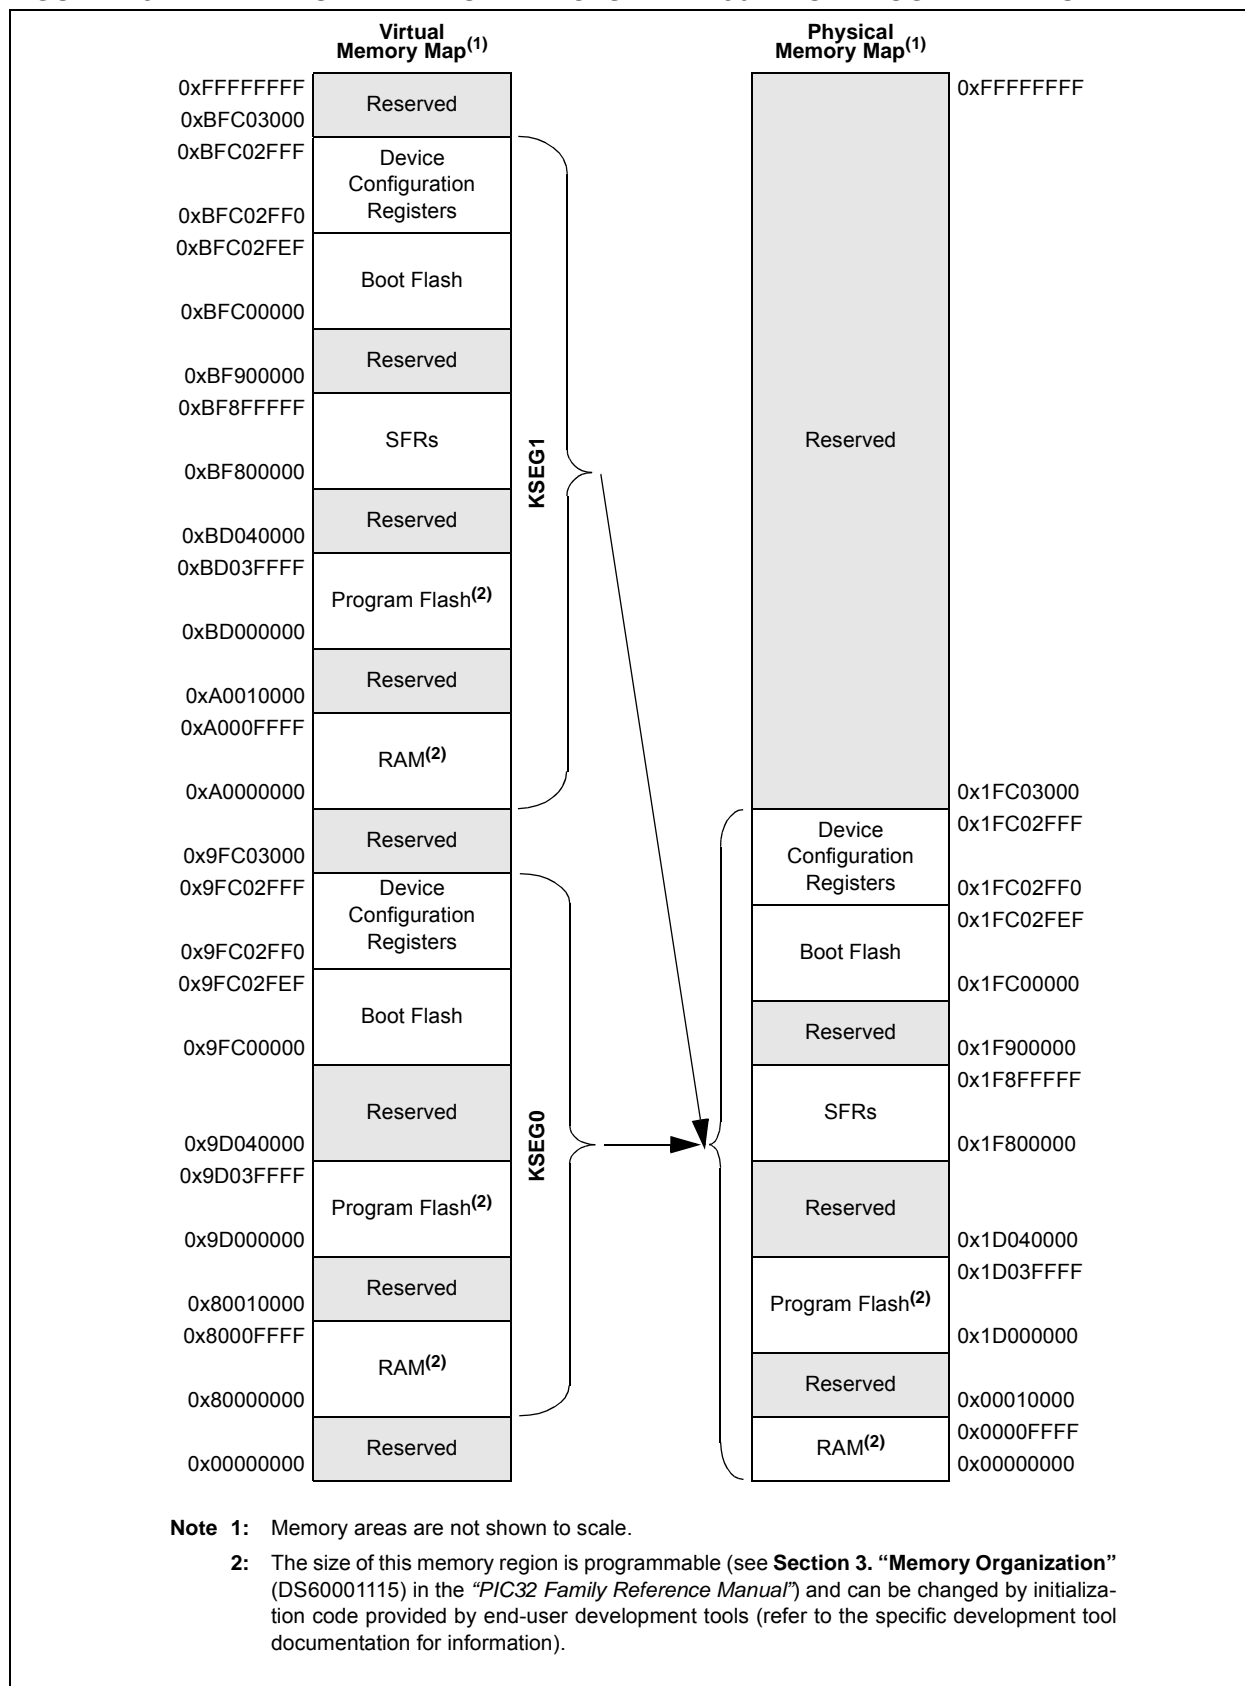 Virtual
Memory Map(1)
Physical
Memory Map(1)
0xFFFFFFFF
Reserved
0xBFC03000
0xBFC02FFF
Device
Configuration
Registers
0xBFC02FF0
0xBFC02FEF
Boot Flash
0xBFC00000
Reserved
0xBF900000
0xBF8FFFFF
SFRs
0xBF800000
Reserved
0xBD040000
0xBD03FFFF
Program Flash(2)
0xBD000000
Reserved
0xA0010000
0xA000FFFF
RAM(2)
0xA0000000
Reserved
0x9FC03000
0x9FC02FFF
Device
Configuration
Registers
0x9FC02FF0
0x9FC02FEF
Boot Flash
0x9FC00000
Reserved
0x9D040000
0x9D03FFFF
Program Flash(2)
0x9D000000
Reserved
0x80010000
0x8000FFFF
RAM(2)
0x80000000
Reserved
0x00000000
KSEG1
KSEG0
0xFFFFFFFF
Reserved
0x1FC03000
0x1FC02FFF
Device
Configuration
Registers
0x1FC02FF0
0x1FC02FEF
Boot Flash
0x1FC00000
Reserved
0x1F900000
0x1F8FFFFF
SFRs
0x1F800000
Reserved
0x1D040000
0x1D03FFFF
Program Flash(2)
0x1D000000
Reserved
0x00010000
0x0000FFFF
RAM(2)
0x00000000
Note 1: Memory areas are not shown to scale.
2: The size of this memory region is programmable (see Section 3. “Memory Organization”
(DS60001115) in the “PIC32 Family Reference Manual”) and can be changed by initializa-
tion code provided by end-user development tools (refer to the specific development tool
documentation for information).